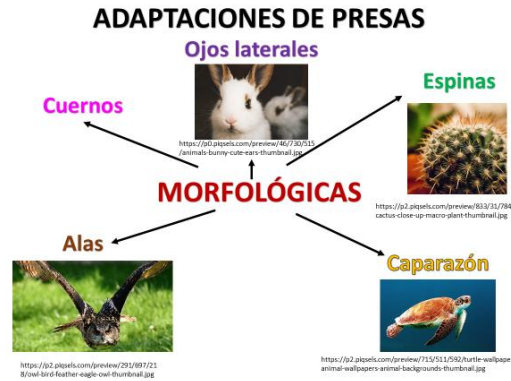 ADAPTACIONES DE PRESAS
Ojos laterales
Espinas
Cuernos
https://p0.piqsels.com/preview/46/730/515
/animals-bunny-cute-ears-thumbnail.jpg
MORFOLÓGICAS
https://p2.piqsels.com/preview/833/31/784
cactus-close-up-macro-plant-thumbnail.jpg
Alas
Caparazón
https://p2.piqsels.com/preview/291/697/21
8/owl-bird-feather-eagle-owl-thumbnail.jpg
https://p2.piqsels.com/preview/715/511/592/turtle-wallpape
animal-wallpapers-animal-backgrounds-thumbnail.jpg